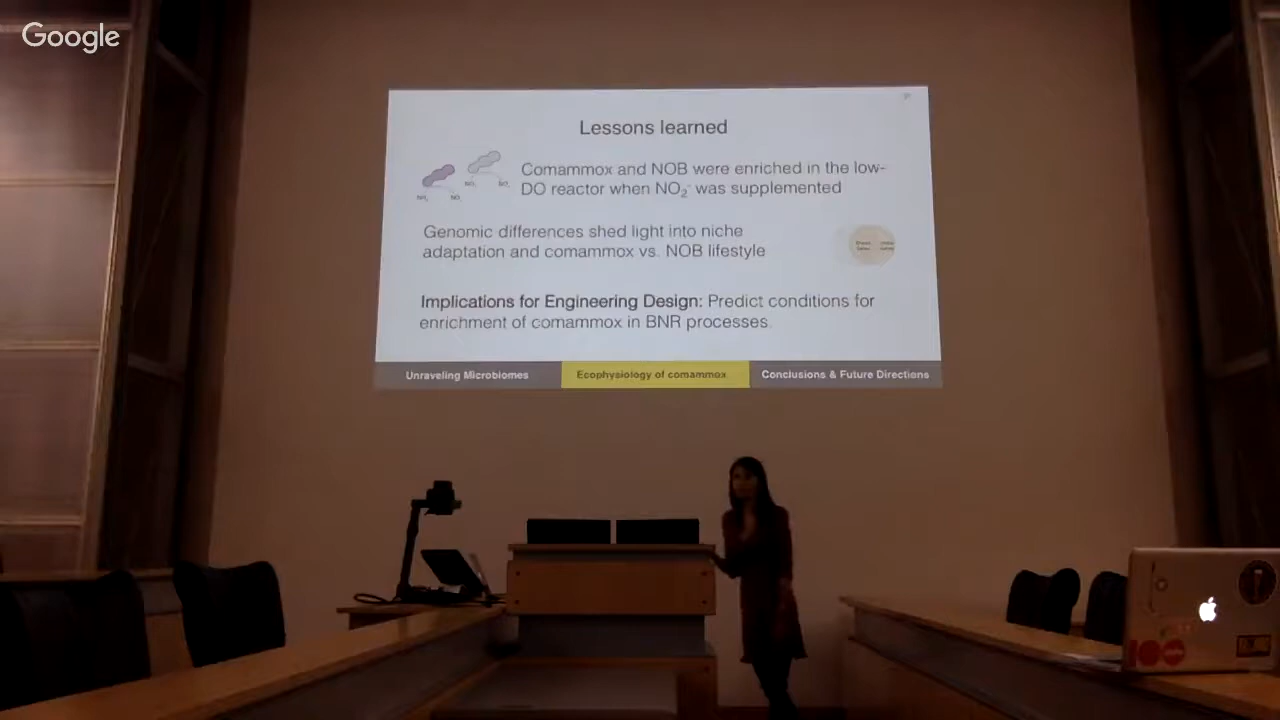 Google
Lessons learned
Comammox and NOB were enriched in the low-
DO reactor when NO₂⁻ was supplemented
Genomic differences shed light into niche
adaptation and comammox vs. NOB lifestyle
Implications for Engineering Design: Predict conditions for
enrichment of comammox in BNR processes
Unraveling Microbiomes
Ecophysiology of comammox
Conclusions & Future Directions